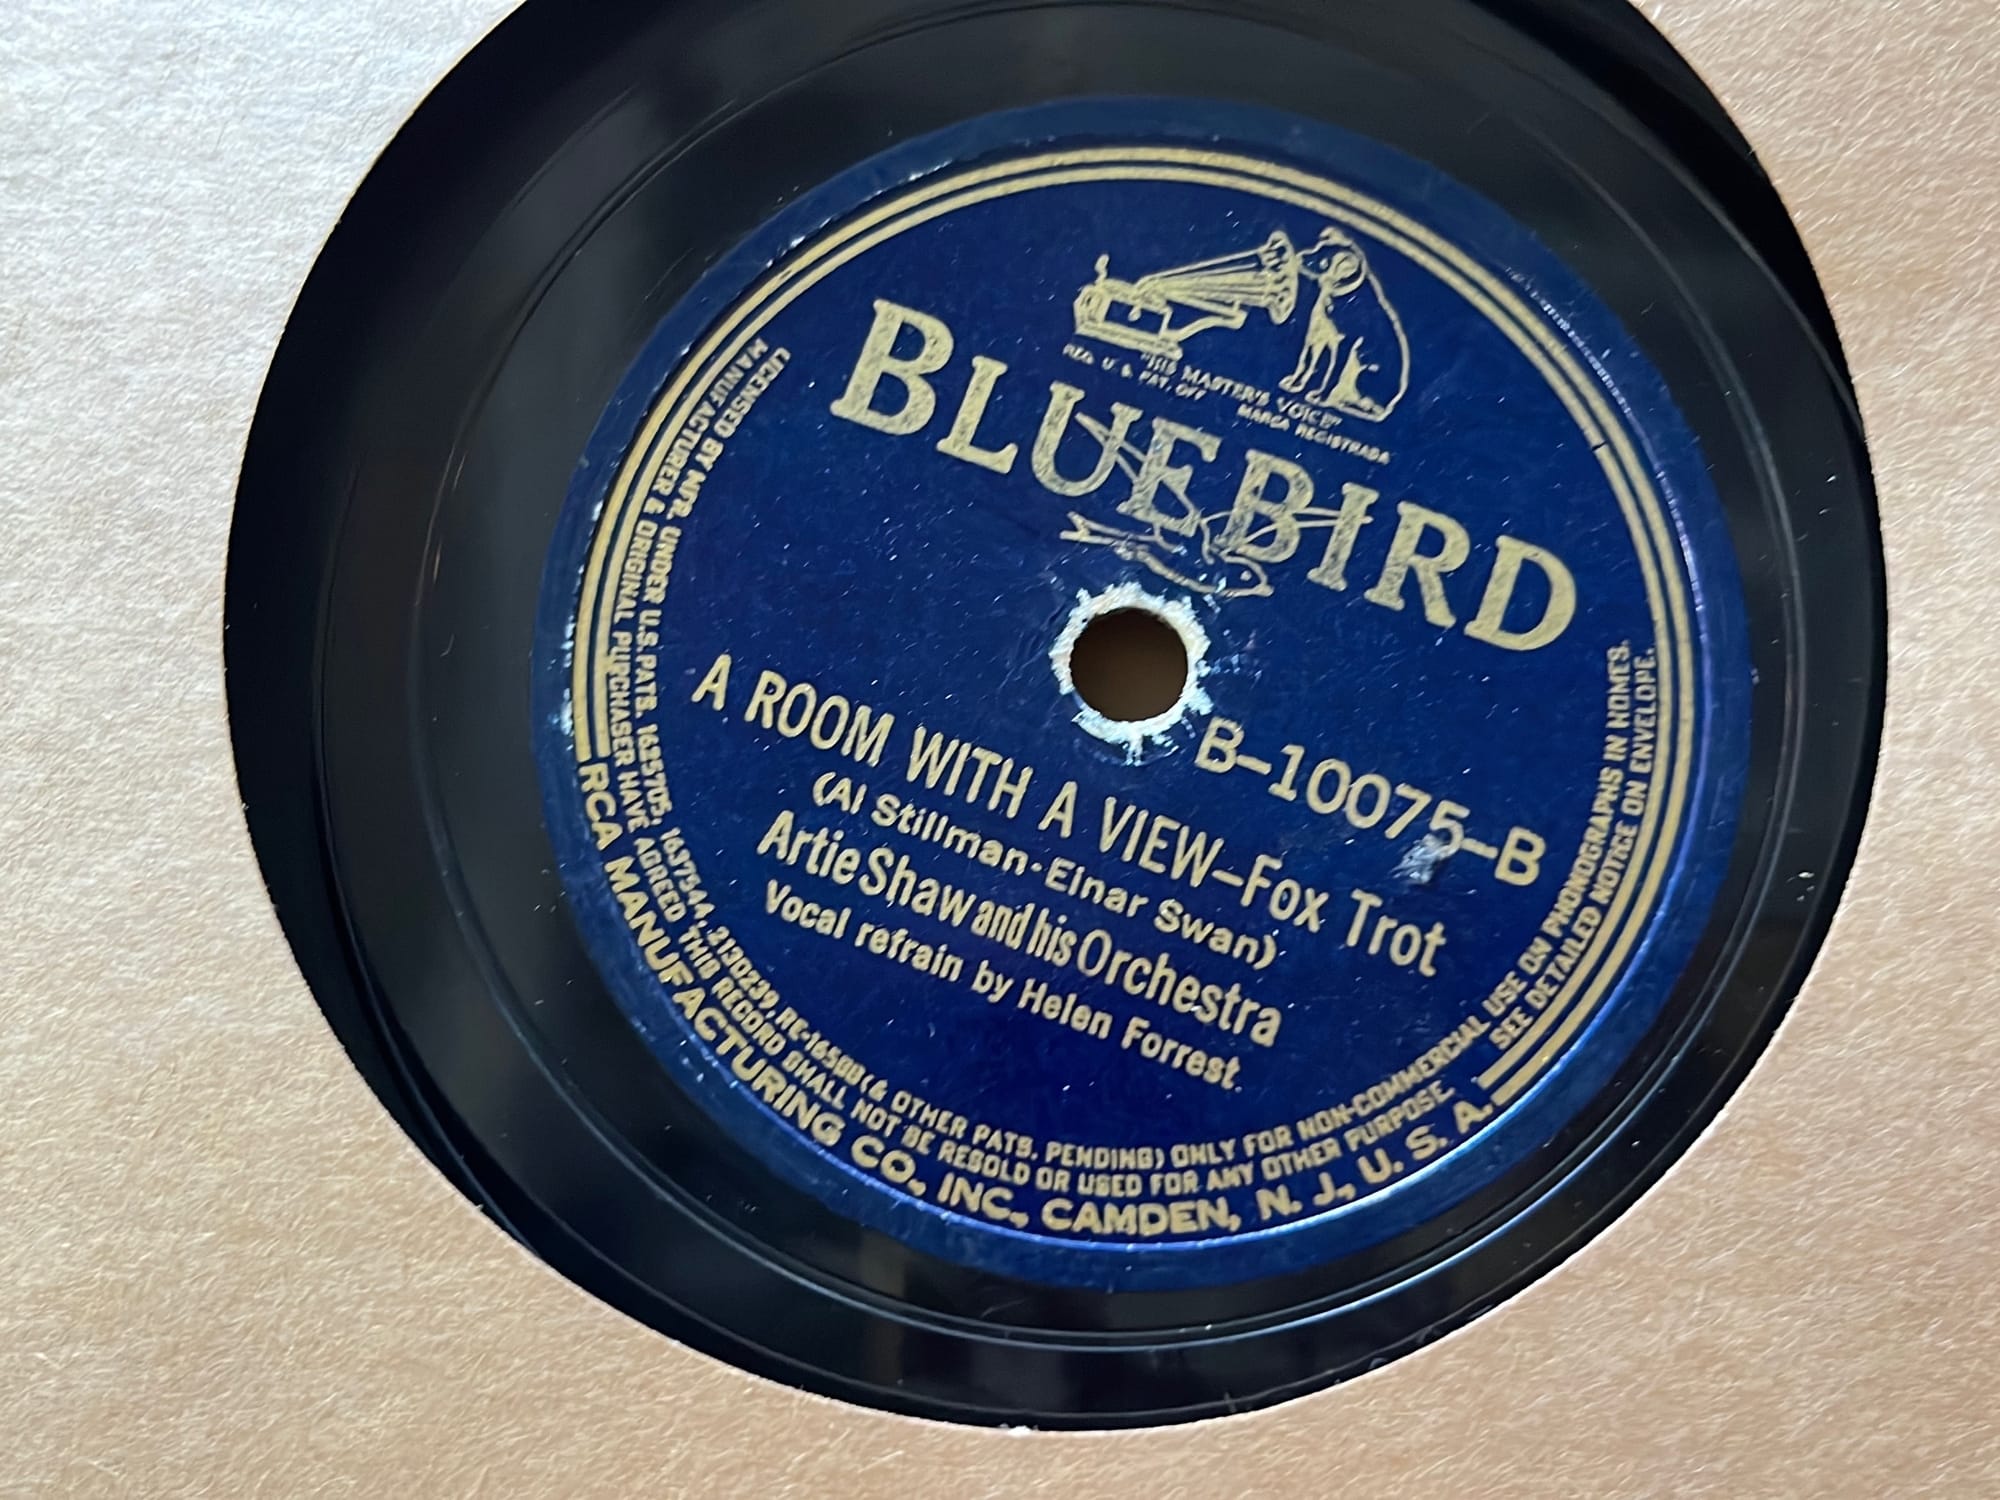 "HIS MASTER'S VOICE"
REG. U. S. PAT. OFF. MARCA REGISTRADA
BLUEBIRD
B-10075-B
A ROOM WITH A VIEW-FOX TROT
(Al Stillman-Einar Swan)
Artie Shaw and his Orchestra
Vocal refrain by Helen Forrest
LICENSED BY MFR. UNDER U.S. PATS. 1625705, 1637544, 2130239, RE-16588 (& OTHER PATS. PENDING) ONLY FOR NON-COMMERCIAL USE ON PHONOGRAPHS IN HOMES.
MANUFACTURER & ORIGINAL PURCHASER HAVE AGREED THIS RECORD SHALL NOT BE RESOLD OR USED FOR ANY OTHER PURPOSE. SEE DETAILED NOTICE ON ENVELOPE.
RCA MANUFACTURING CO., INC., CAMDEN, N. J., U. S. A.